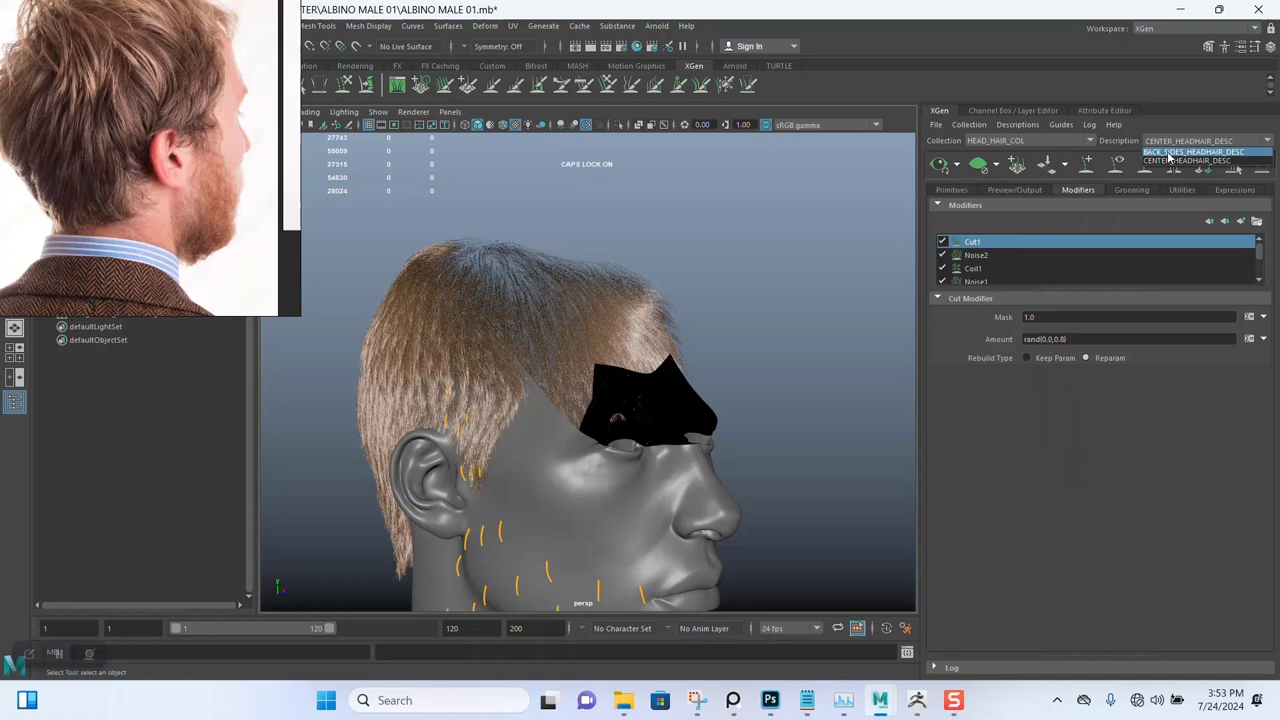 TER\ALBINO MALE 01\ALBINO MALE 01.mb*
Mesh Tools Mesh Display Curves Surfaces Deform UV Generate Cache Substance Arnold Help
Workspace : XGen
No Live Surface Symmetry: Off Sign In
Rendering FX FX Caching Custom Bifrost MASH Motion Graphics XGen Arnold TURTLE
Lighting Show Renderer Panels
0.00 1.00 sRGB gamma
XGen Channel Box / Layer Editor Attribute Editor
File Collection Descriptions Guides Log Help
Collection HEAD_HAIR_COL Description CENTER_HEADHAIR_DESC
BACK_SIDES_HEADHAIR_DESC
CENTER_HEADHAIR_DESC
27743 0 0
55059 0 0
27315 0 0
54630 0 0
28024 0 0
CAPS LOCK ON
Primitives Preview/Output Modifiers Grooming Utilities Expressions
Modifiers
Cut1
Noise2
Coil1
Noise1
Cut Modifier
Mask 1.0
Amount rand(0.0,0.8)
Rebuild Type Keep Param Reparam
defaultLightSet
defaultObjectSet
persp
1 1 1 120 120 200 No Character Set No Anim Layer 24 fps
Log
Select Tool: select an object
Search
3:53 PM
7/24/2024